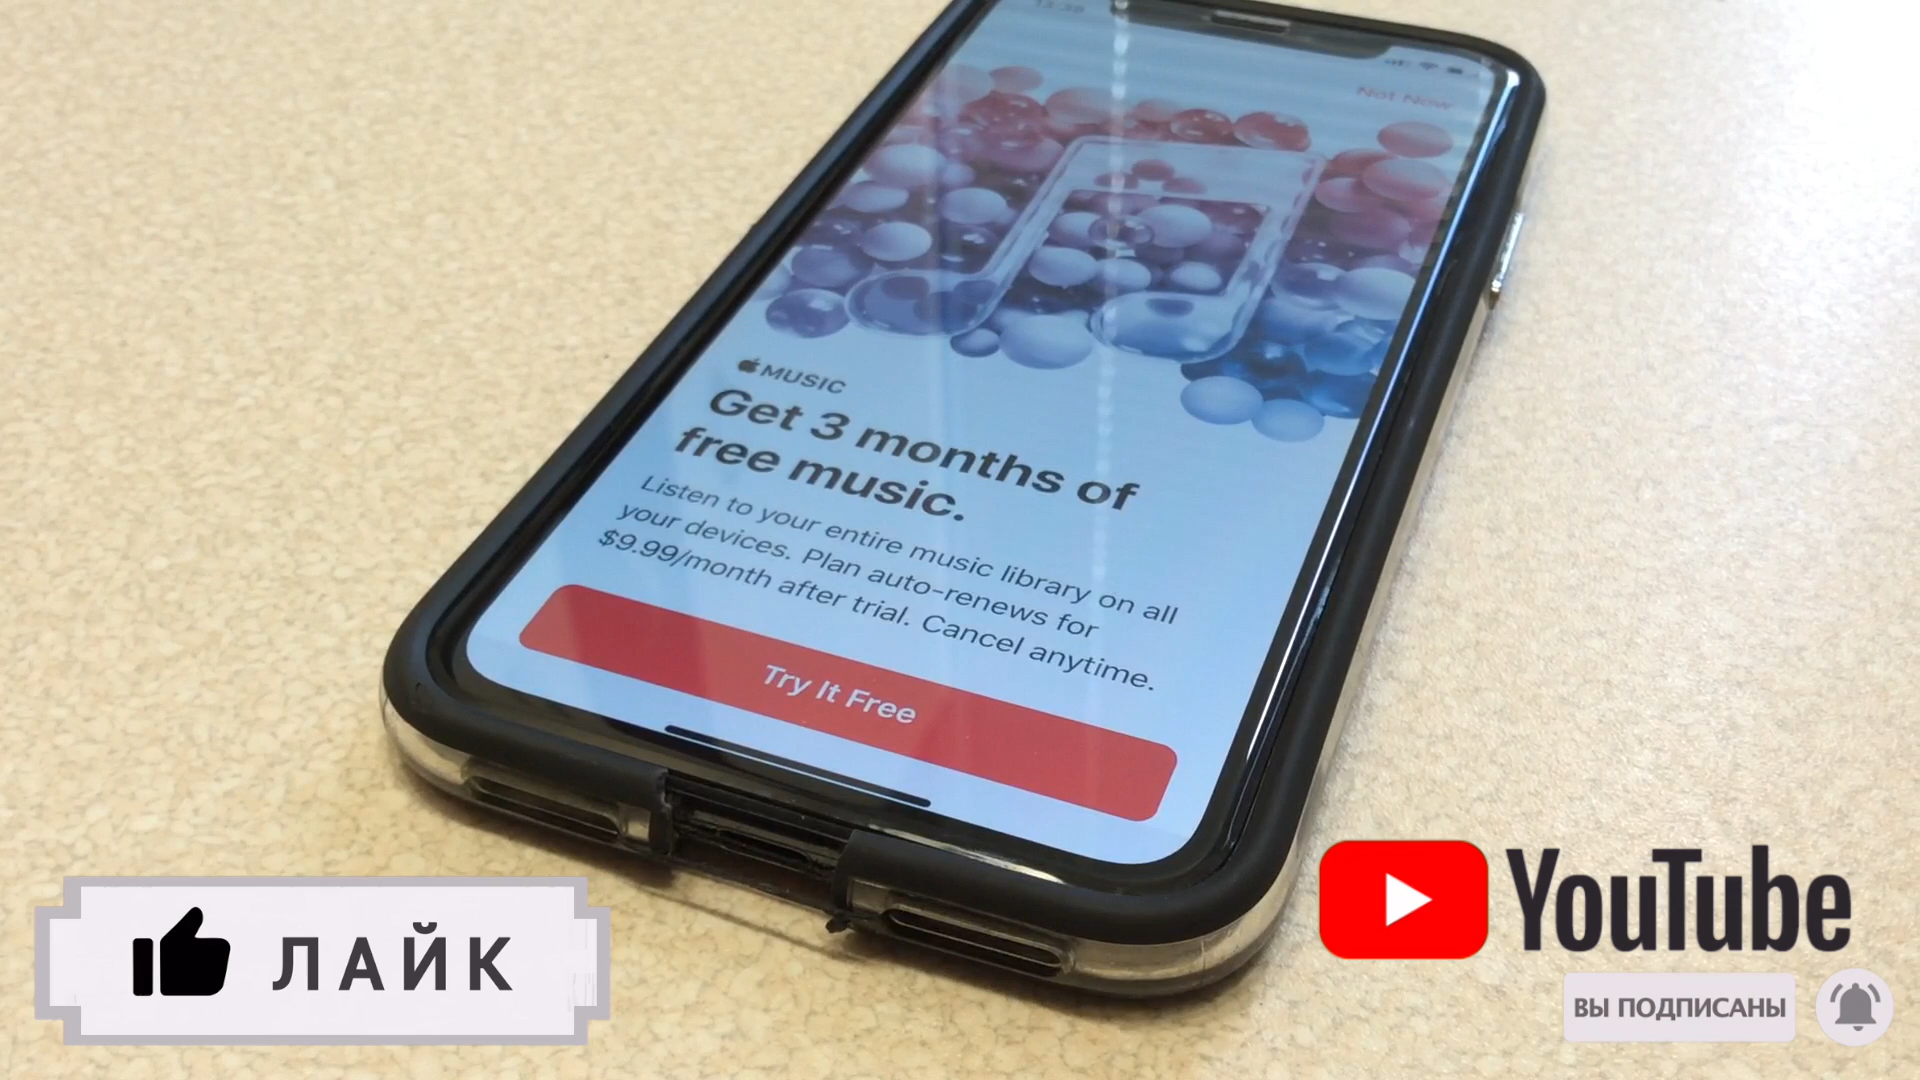 Not Now
MUSIC
Get 3 months of
free music.
Listen to your entire music library on all
your devices. Plan auto-renews for
$9.99/month after trial. Cancel anytime.
Try It Free
ЛАЙК
YouTube
ВЫ ПОДПИСАНЫ